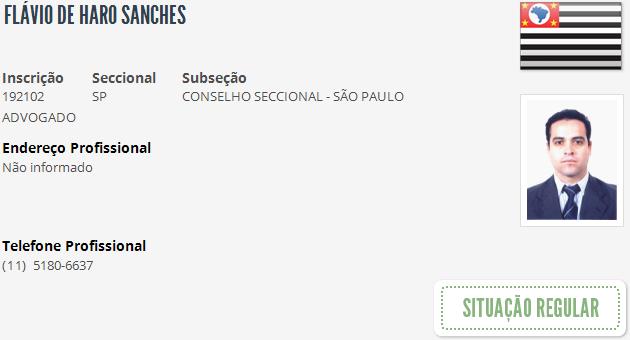 FLÁVIO DE HARO SANCHES
Inscrição Seccional Subseção
192102 SP CONSELHO SECCIONAL - SÃO PAULO
ADVOGADO
Endereço Profissional
Não informado
Telefone Profissional
(11) 5180-6637
SITUAÇÃO REGULAR